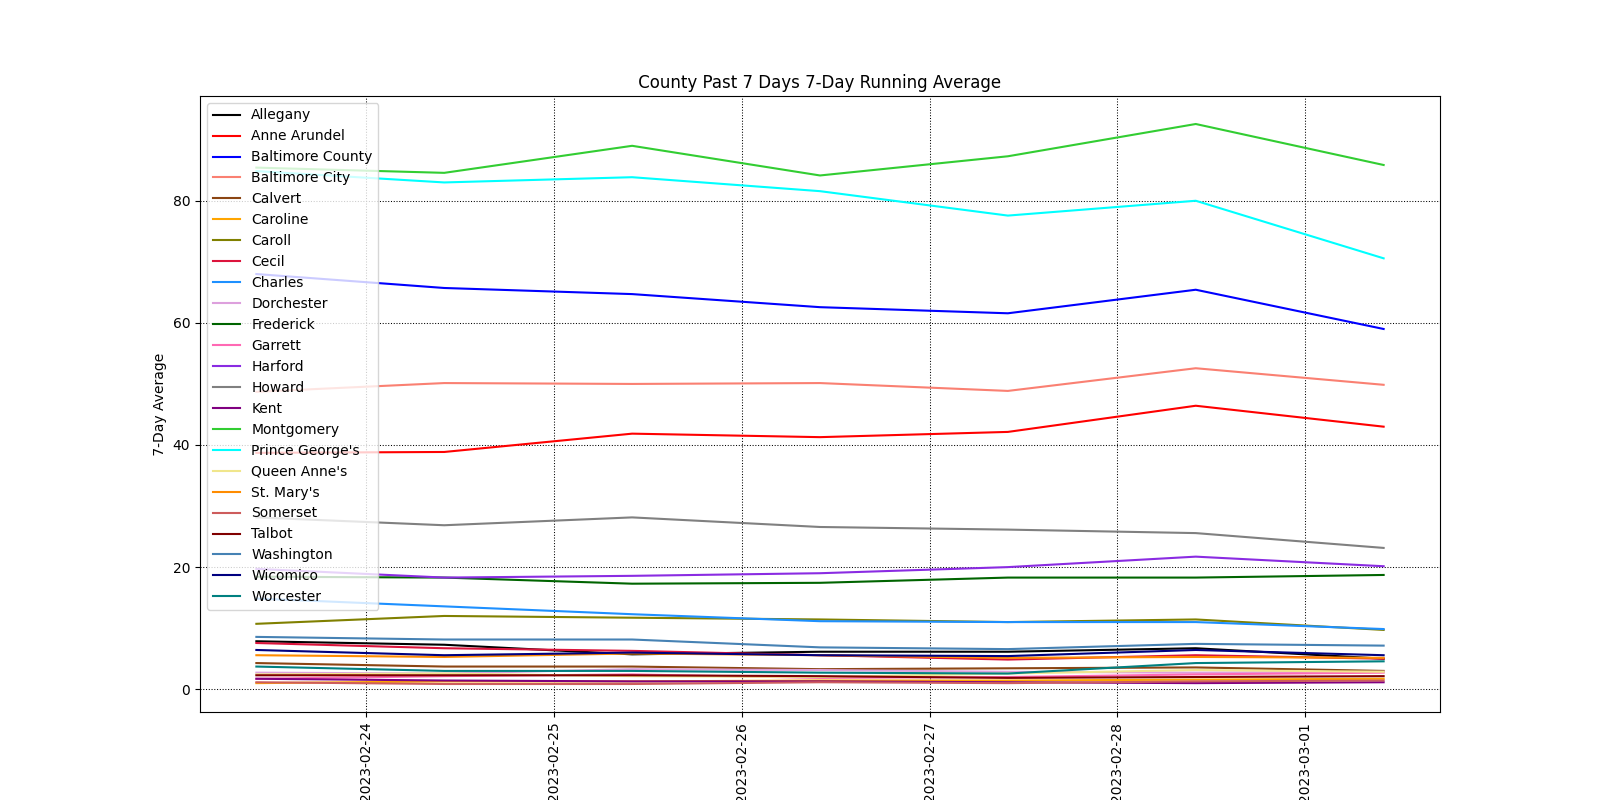 County Past 7 Days 7-Day Running Average
Allegany
Anne Arundel
Baltimore County
Baltimore City
Calvert
Caroline
Caroll
Cecil
Charles
Dorchester
Frederick
Garrett
Harford
Howard
Kent
Montgomery
Prince George's
Queen Anne's
St. Mary's
Somerset
Talbot
Washington
Wicomico
Worcester
7-Day Average
80
60
40
20
0
2023-02-24
2023-02-25
2023-02-26
2023-02-27
2023-02-28
2023-03-01